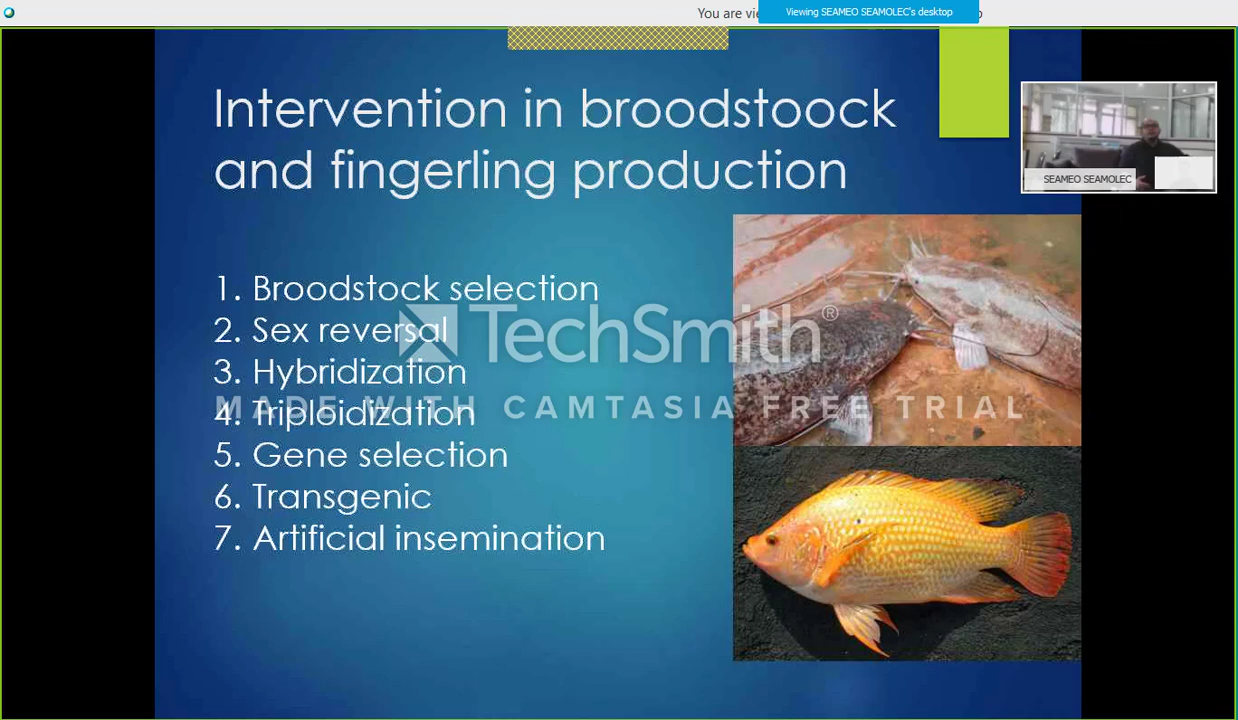 You are vi
Viewing SEAMEO SEAMOLEC's desktop
Intervention in broodstoock
and fingerling production
SEAMEO SEAMOLEC
1. Broodstock selection
2. Sex reversal
3. Hybridization
4. Triploidization
5. Gene selection
6. Transgenic
7. Artificial insemination
TechSmith®
MADE WITH CAMTASIA FREE TRIAL